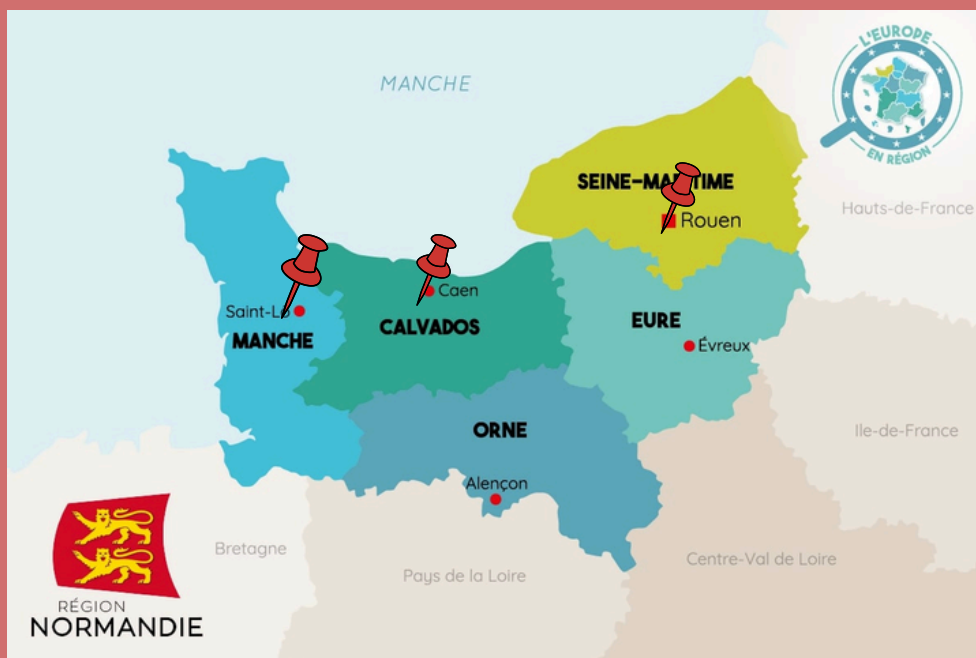 MANCHE
L'EUROPE
EN RÉGION
SEINE-MARITIME
Rouen
Hauts-de-France
Caen
Saint-Lô
CALVADOS
MANCHE
EURE
Évreux
ORNE
Ile-de-France
Alençon
Bretagne
Pays de la Loire
Centre-Val de Loire
RÉGION
NORMANDIE